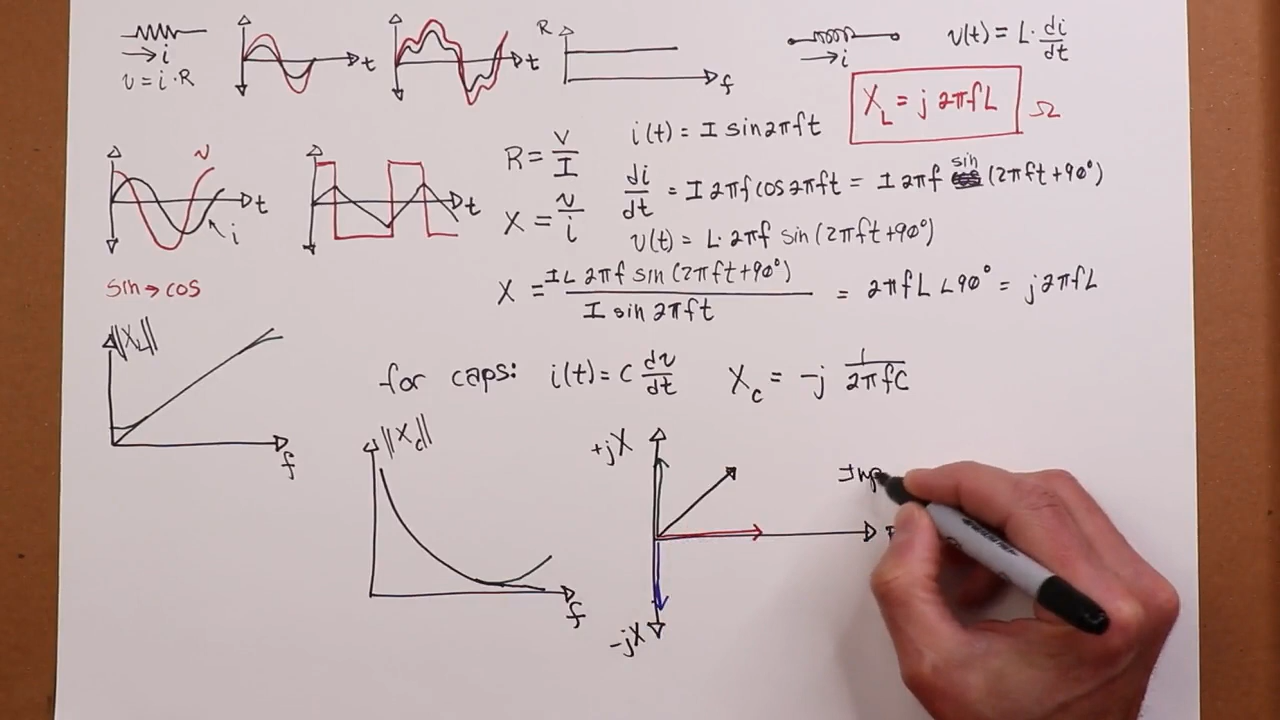 i
v = i·R
t
t
R
f
i
v(t) = L· di/dt
X_L = j 2πfL
Ω
v
t
i
t
sin → cos
R = V/I
X = v/i
i(t) = I sin 2πft
di/dt = I 2πf cos 2πft = I 2πf sin (2πft + 90°)
v(t) = L· 2πf sin (2πft + 90°)
X = IL 2πf sin (2πft + 90°) / I sin 2πft = 2πfL ∠90° = j 2πfL
||X_L||
f
for caps: i(t) = C dv/dt X_C = -j 1/2πfC
||X_C||
f
+jX
-jX
Imp